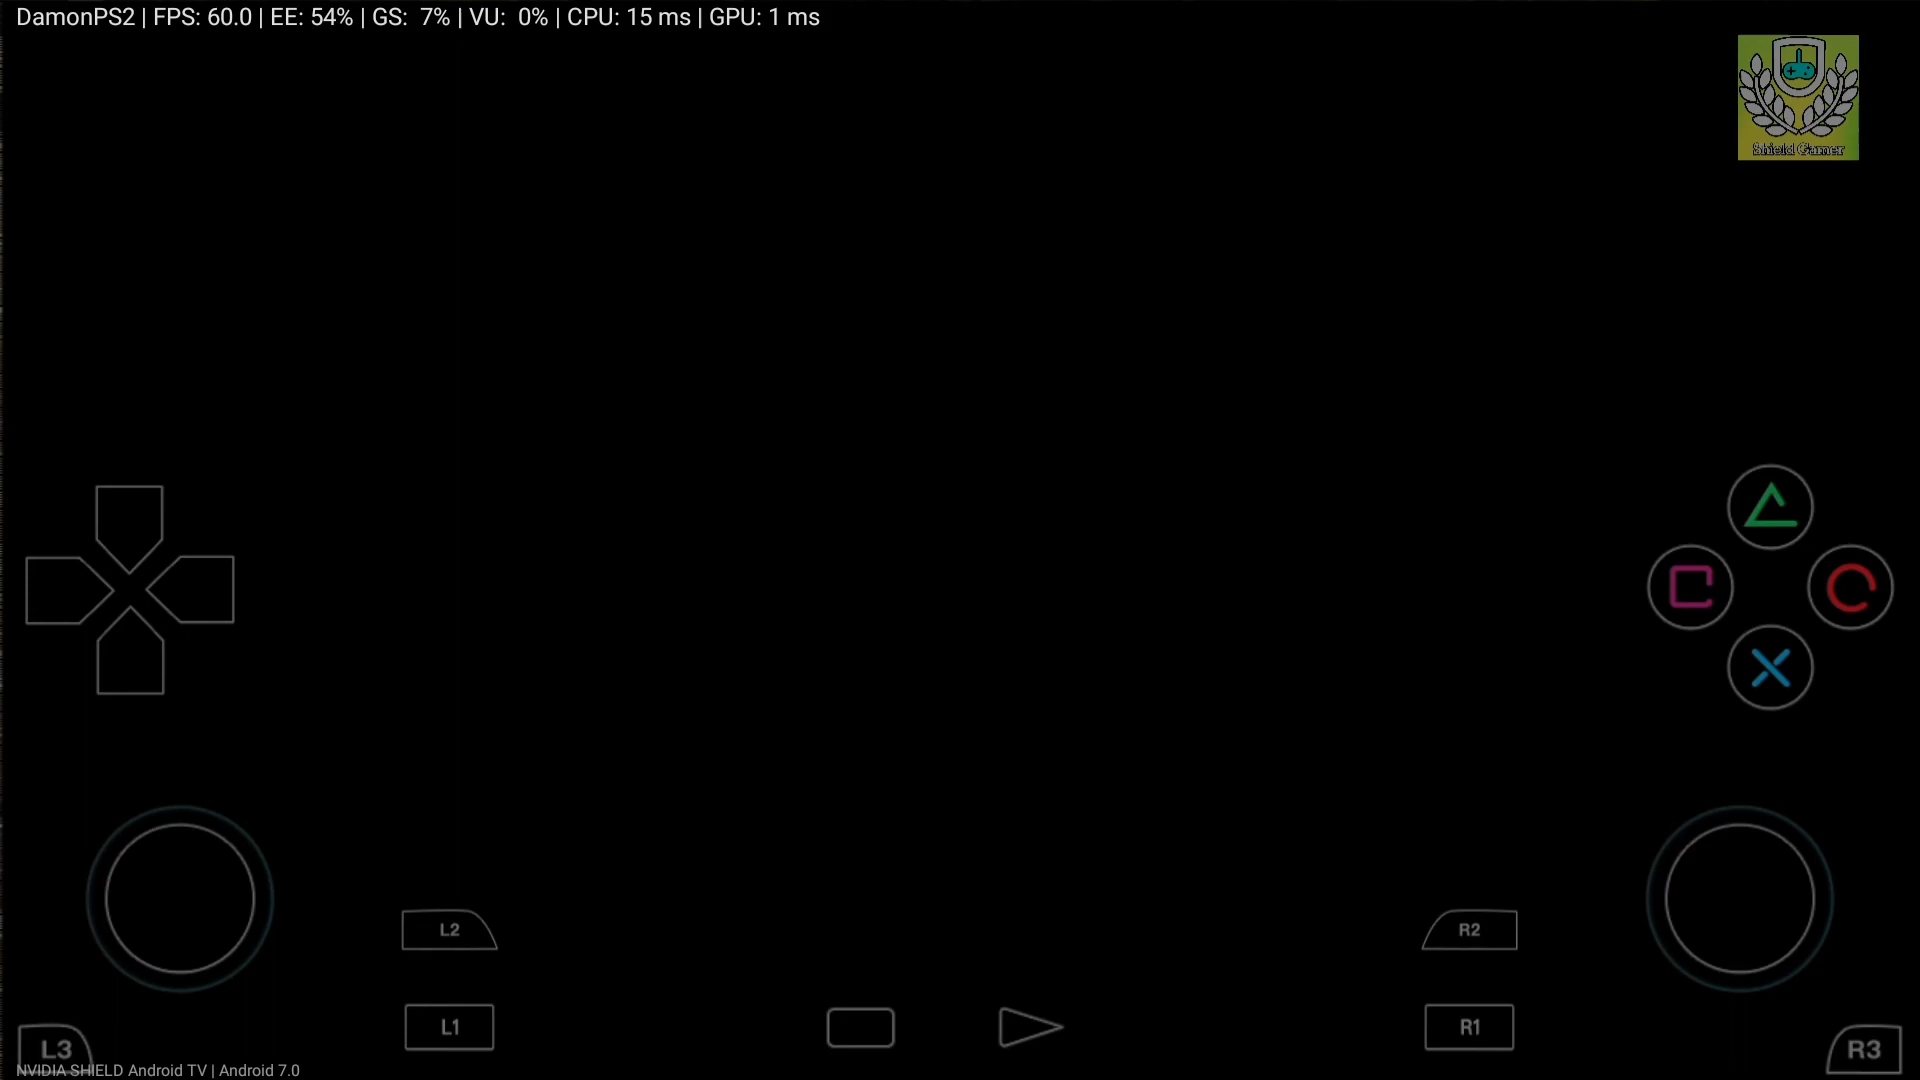 DamonPS2 | FPS: 60.0 | EE: 54% | GS: 7% | VU: 0% | CPU: 15 ms | GPU: 1 ms
Shield Gamer
L2
R2
L1
R1
L3
R3
NVIDIA SHIELD Android TV | Android 7.0